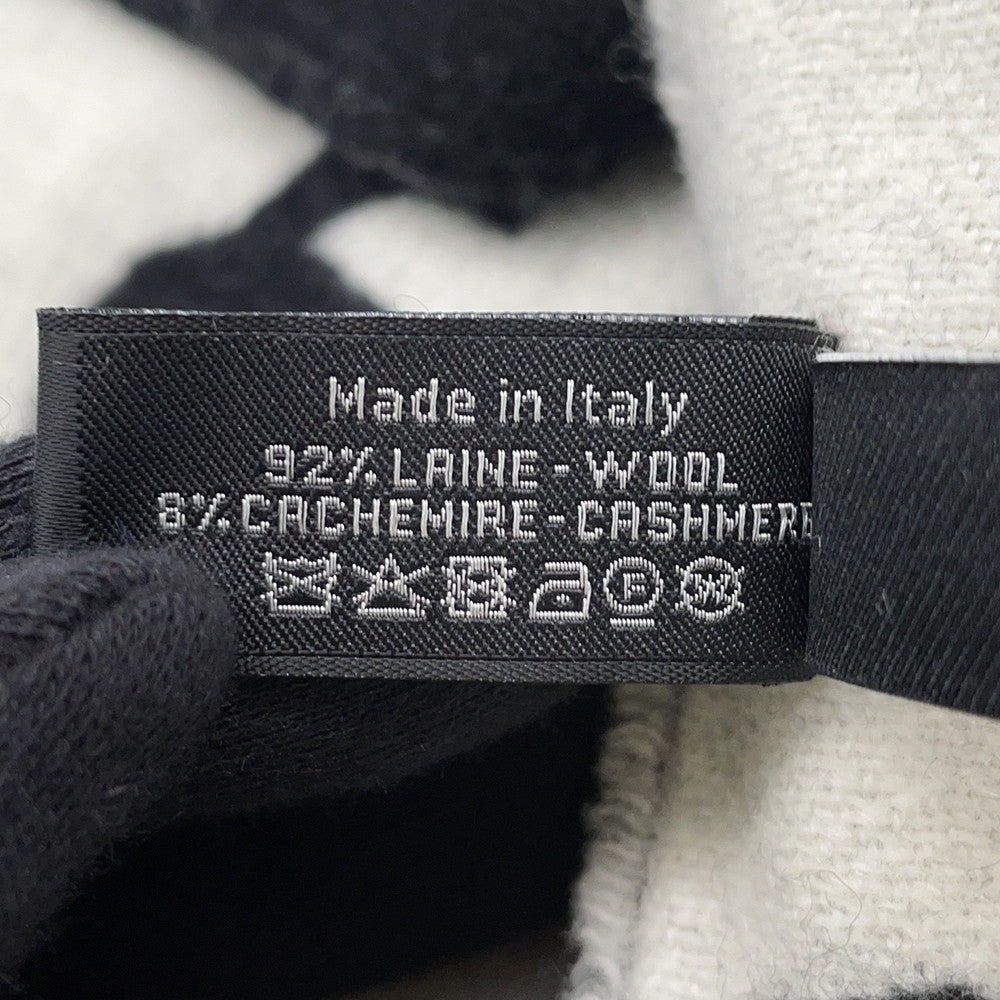 Made in Italy
92% LAINE - WOOL
8% CACHEMIRE - CASHMERE
P
W